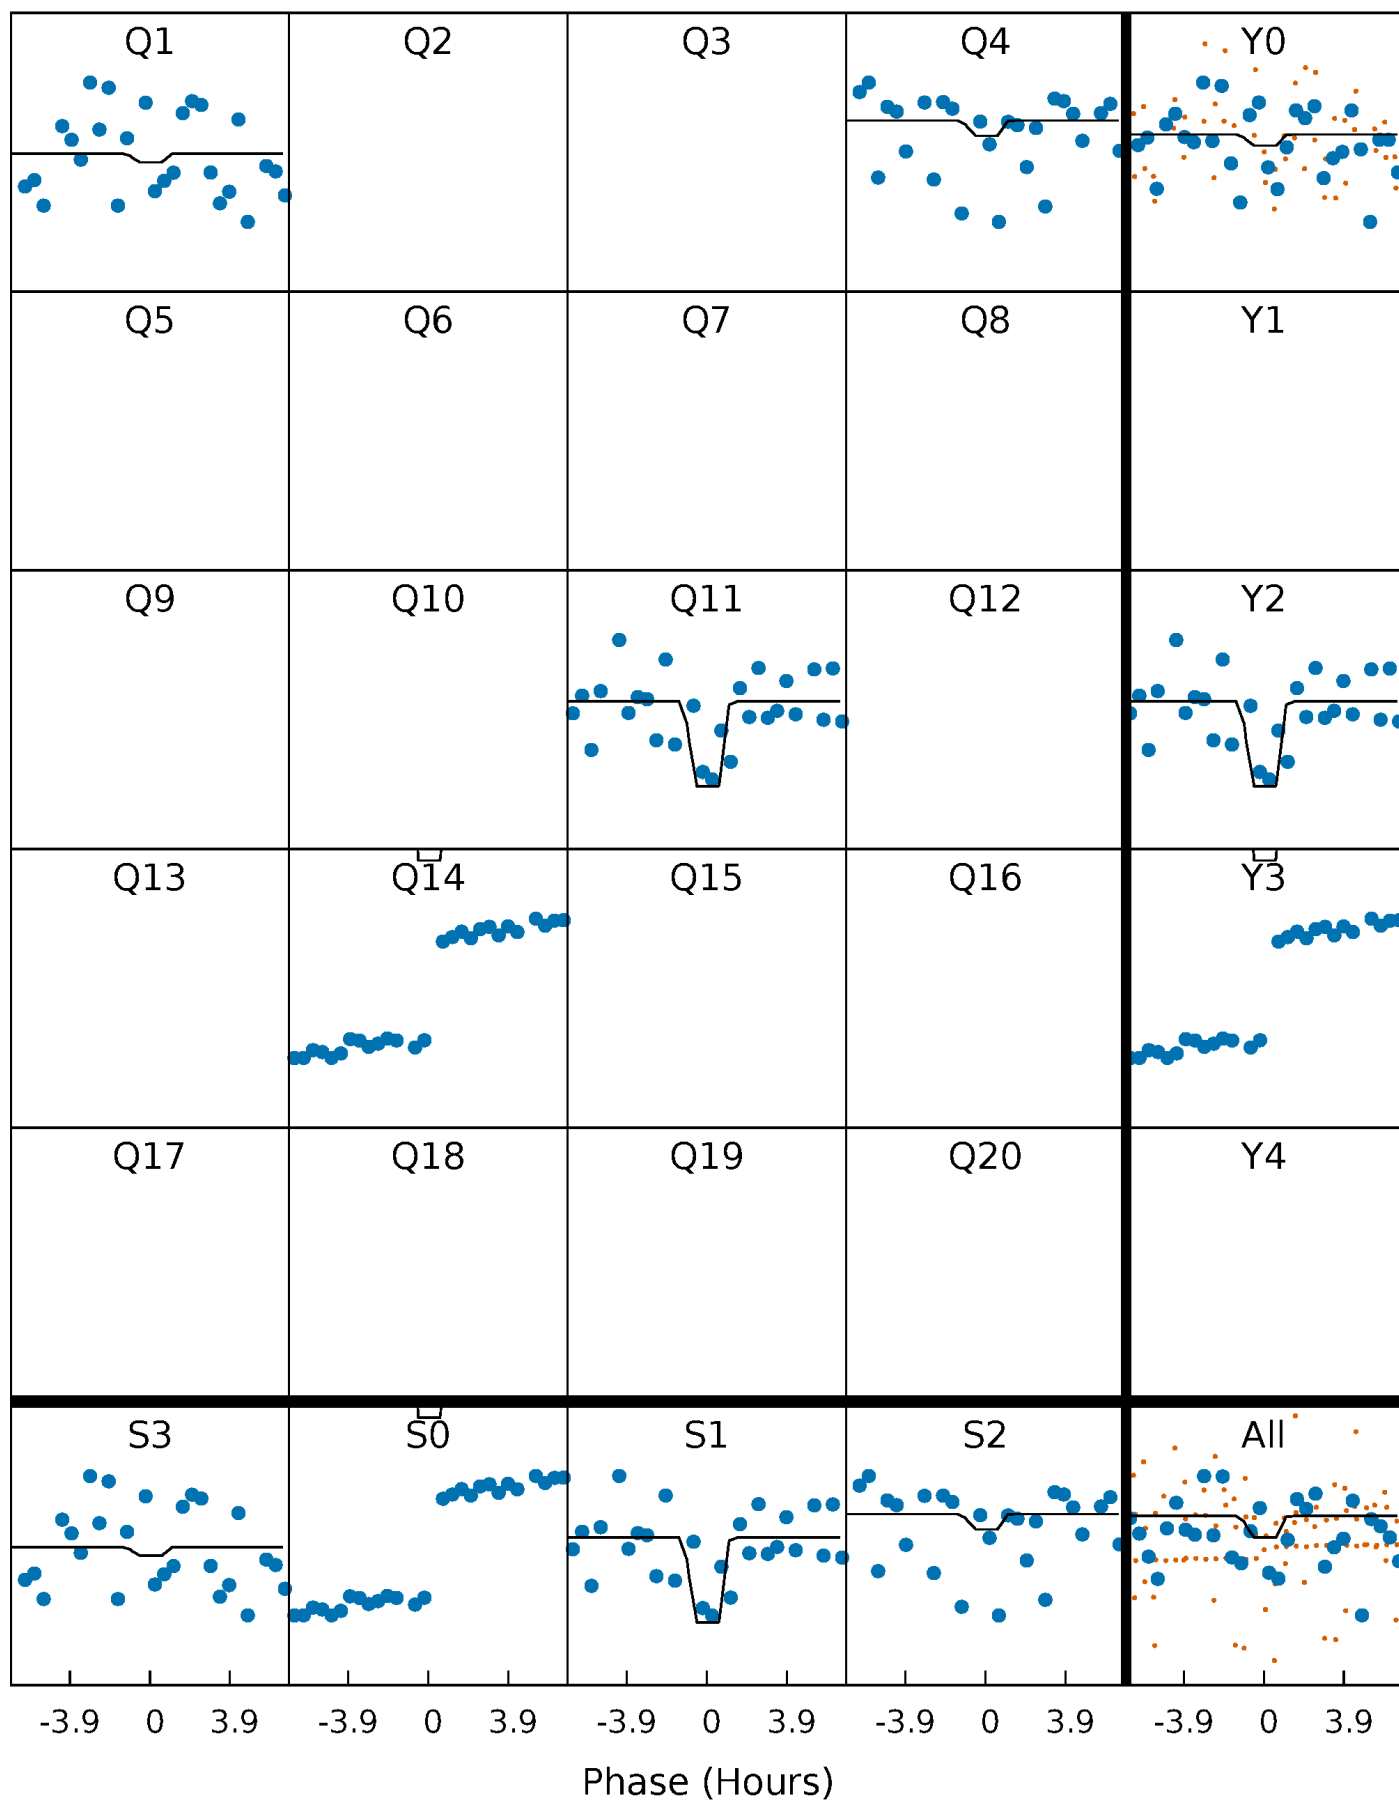 Q1 Q2 Q3 Q4 Y0
Q5 Q6 Q7 Q8 Y1
Q9 Q10 Q11 Q12 Y2
Q13 Q14 Q15 Q16 Y3
Q17 Q18 Q19 Q20 Y4
S3 S0 S1 S2 All
-3.9 0 3.9 -3.9 0 3.9 -3.9 0 3.9 -3.9 0 3.9 -3.9 0 3.9
Phase (Hours)